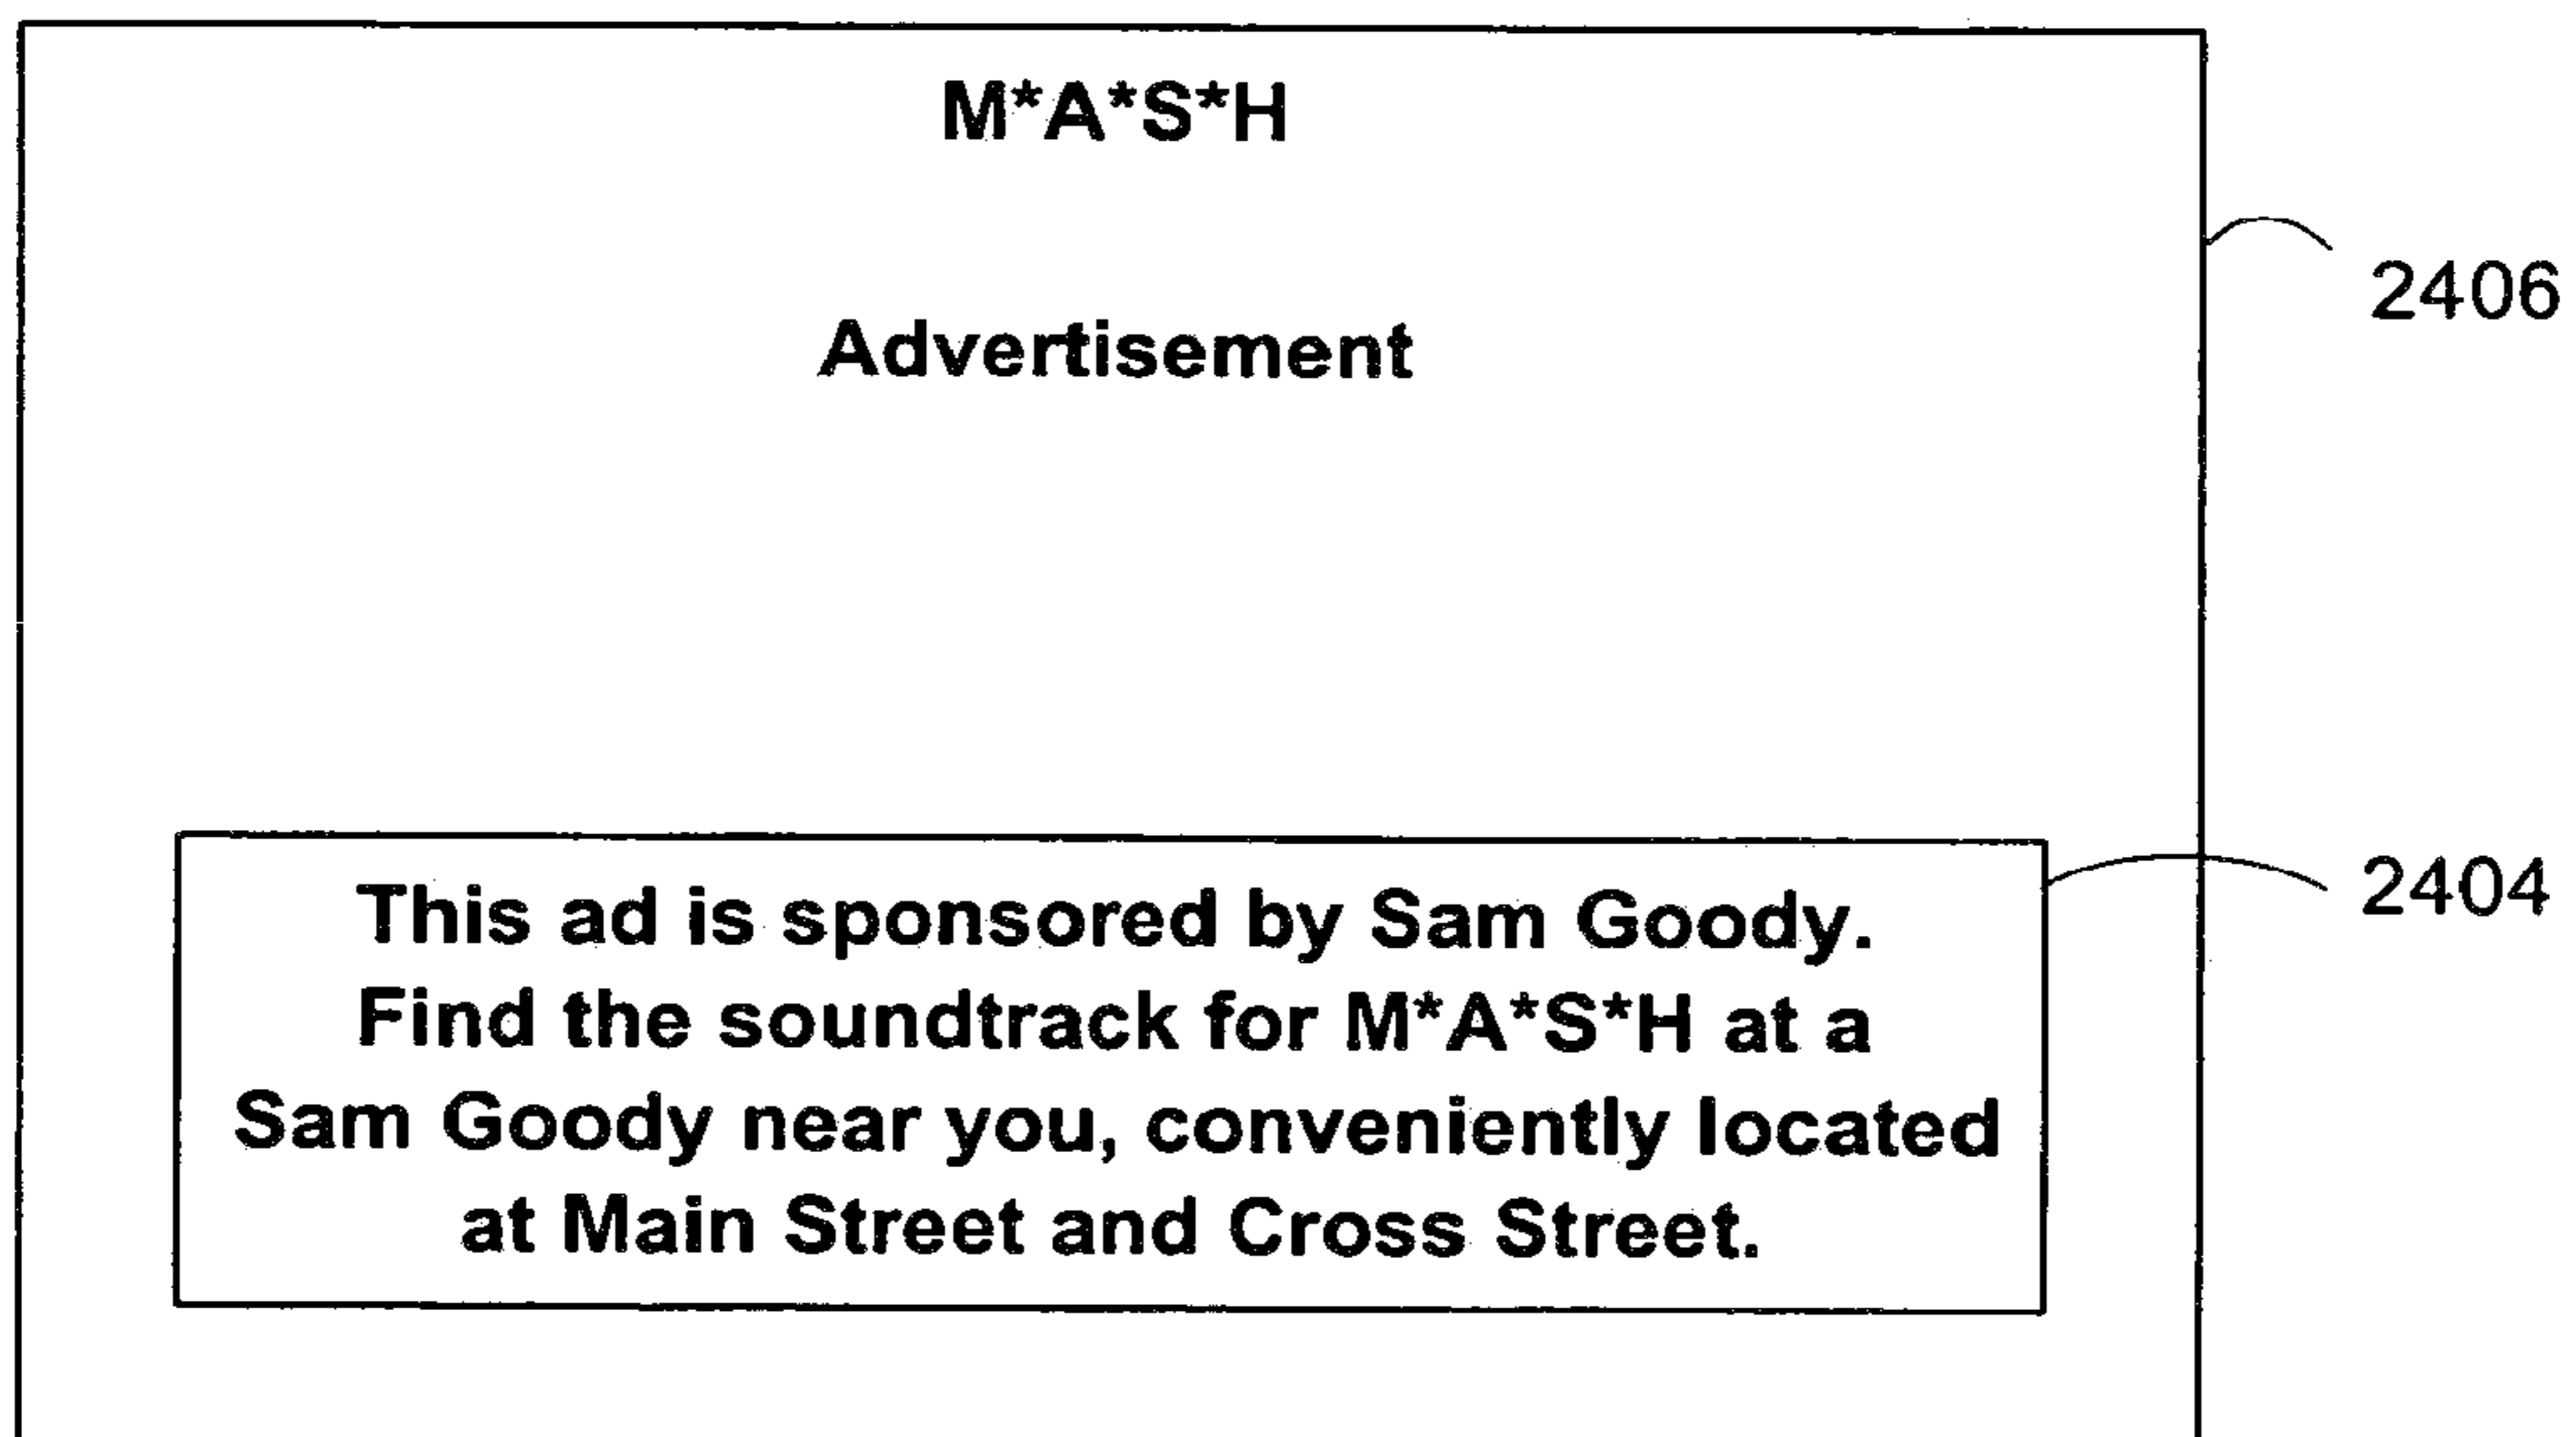 M*A*S*H
2406
Advertisement
This ad is sponsored by Sam Goody.
2404
Find the soundtrack for M*A*S*H at a
Sam Goody near you, conveniently located
at Main Street and Cross Street.